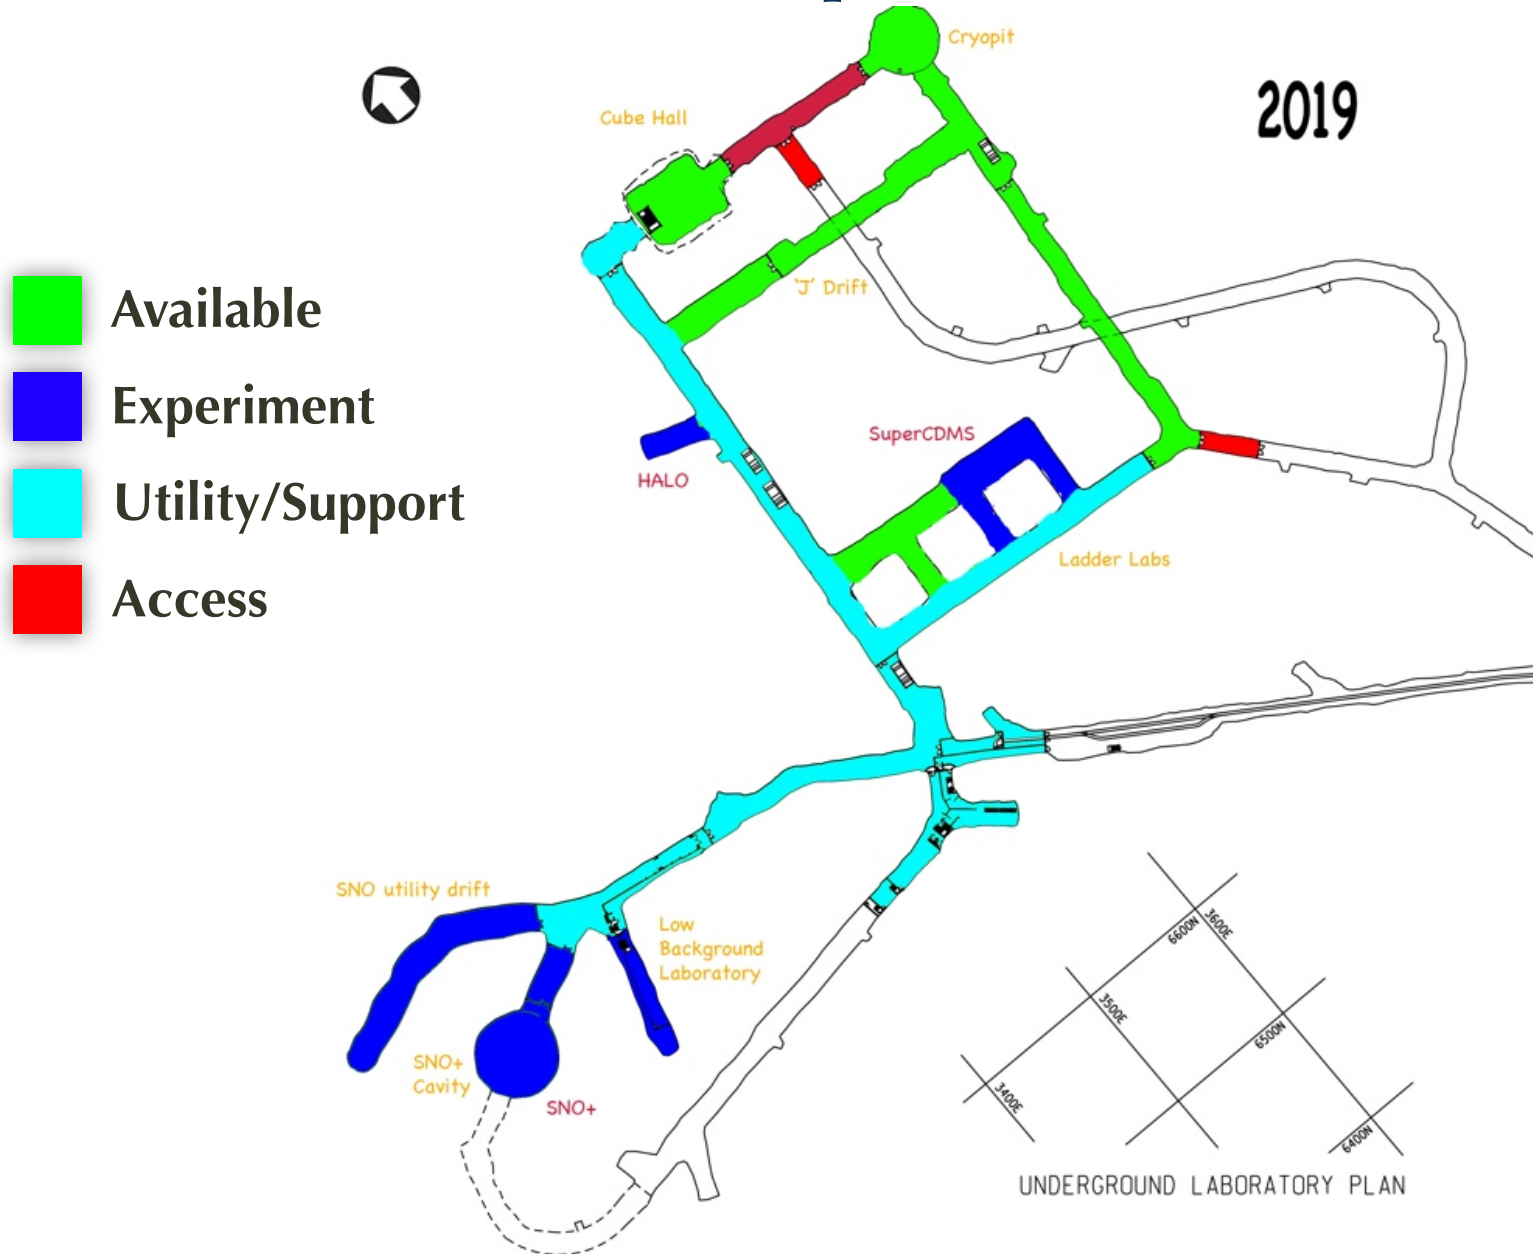 Cryopit
2019
Cube Hall
Available
'J' Drift
Experiment
SuperCDMS
HALO
Utility/Support
Ladder Labs
Access
SNO utility drift
Low
Background
Laboratory
SNO+
Cavity
SNO+
6600N
3600E
3500E
6500N
3400E
6400N
UNDERGROUND LABORATORY PLAN